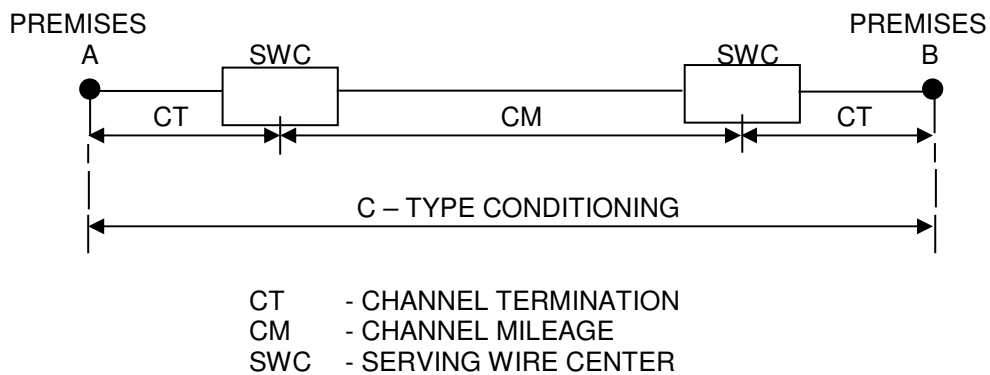 PREMISES PREMISES
A SWC SWC B
CT CM CT
C – TYPE CONDITIONING
CT - CHANNEL TERMINATION
CM - CHANNEL MILEAGE
SWC - SERVING WIRE CENTER